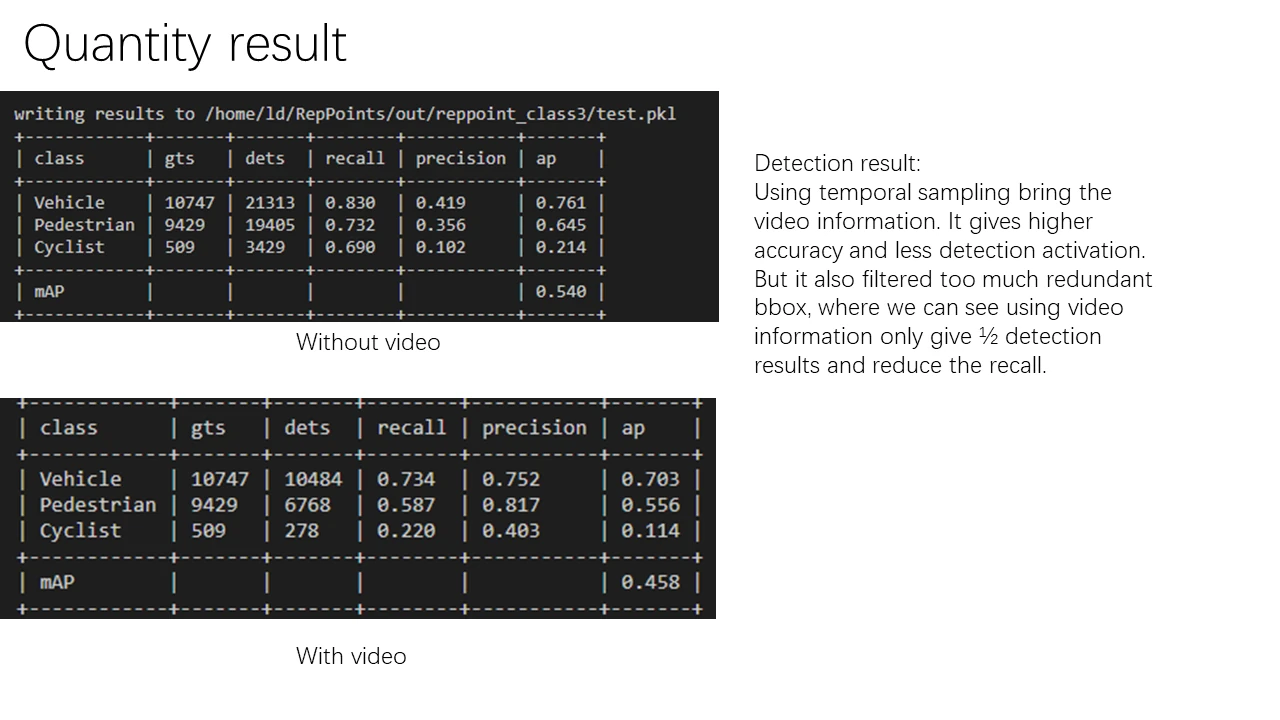 Quantity result
writing results to /home/ld/RepPoints/out/reppoint_class3/test.pkl
+------------+-------+-------+--------+-----------+-------+
| class      | gts   | dets  | recall | precision | ap    |
+------------+-------+-------+--------+-----------+-------+
| Vehicle    | 10747 | 21313 | 0.830  | 0.419     | 0.761 |
| Pedestrian | 9429  | 19405 | 0.732  | 0.356     | 0.645 |
| Cyclist    | 509   | 3429  | 0.690  | 0.102     | 0.214 |
+------------+-------+-------+--------+-----------+-------+
| mAP        |       |       |        |           | 0.540 |
+------------+-------+-------+--------+-----------+-------+
Without video
+------------+-------+-------+--------+-----------+-------+
| class      | gts   | dets  | recall | precision | ap    |
+------------+-------+-------+--------+-----------+-------+
| Vehicle    | 10747 | 10484 | 0.734  | 0.752     | 0.703 |
| Pedestrian | 9429  | 6768  | 0.587  | 0.817     | 0.556 |
| Cyclist    | 509   | 278   | 0.220  | 0.403     | 0.114 |
+------------+-------+-------+--------+-----------+-------+
| mAP        |       |       |        |           | 0.458 |
+------------+-------+-------+--------+-----------+-------+
With video
Detection result:
Using temporal sampling bring the
video information. It gives higher
accuracy and less detection activation.
But it also filtered too much redundant
bbox, where we can see using video
information only give ½ detection
results and reduce the recall.